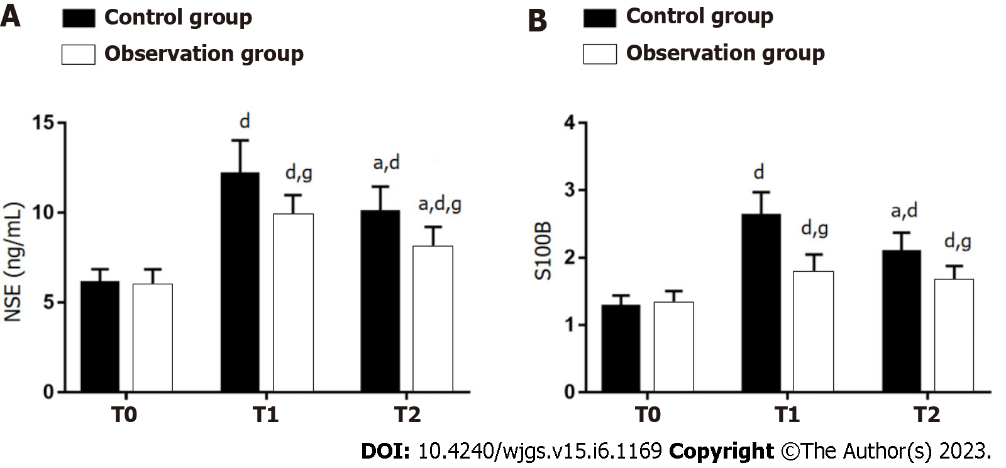 A
Control group
Observation group
NSE (ng/mL)
15
10
5
0
d
d,g
a,d
a,d,g
T0
T1
T2
B
Control group
Observation group
S100B
4
3
2
1
0
d
d,g
a,d
d,g
T0
T1
T2
DOI: 10.4240/wjgs.v15.i6.1169 Copyright ©The Author(s) 2023.